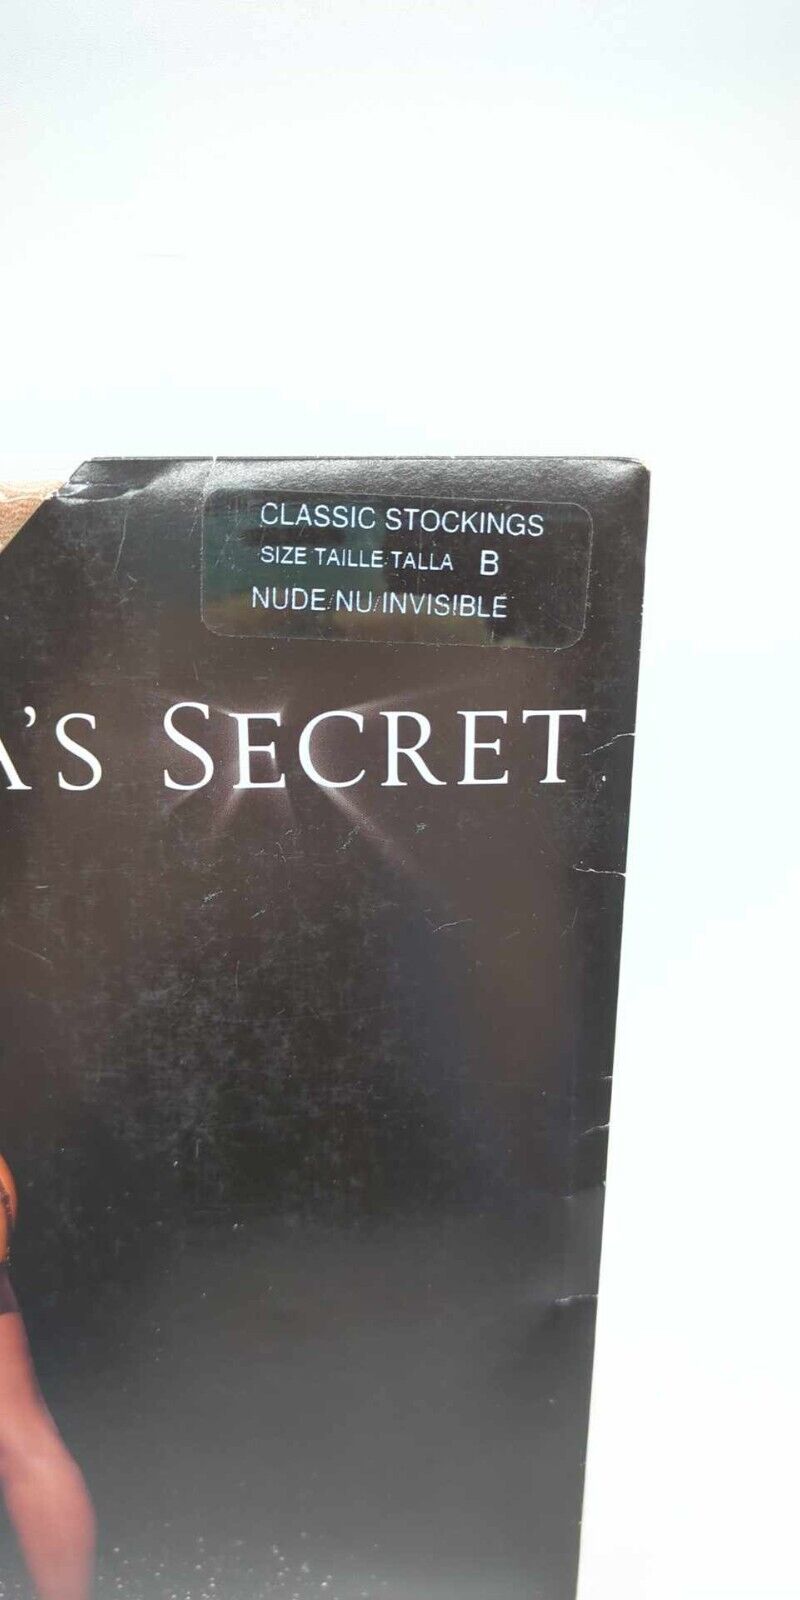 CLASSIC STOCKINGS
SIZE TAILLE TALLA B
NUDE/NU/INVISIBLE
'S SECRET